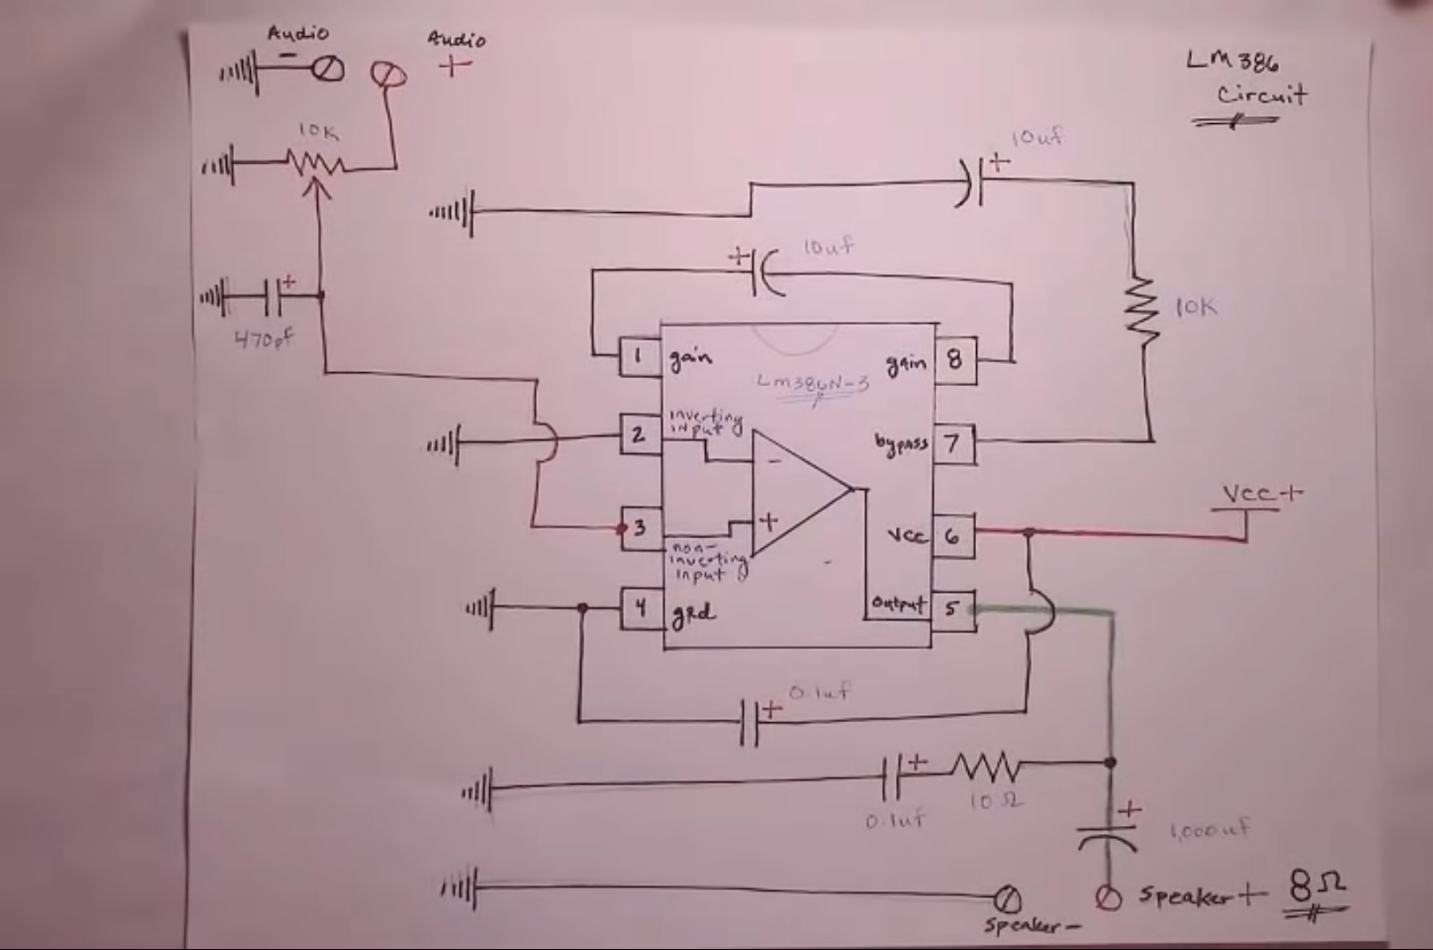 Audio
-
Audio
+
Lm386
Circuit
10K
+
10uf
+
10uf
+
470pf
10K
1
gain
gain
8
Lm386N-3
2
inverting
input
bypass
7
-
3
+
non-
inverting
input
Vcc
6
Vcc+
4
grd
output
5
+
0.1uf
+
0.1uf
10Ω
+
1,000uf
Speaker-
Speaker+
8Ω